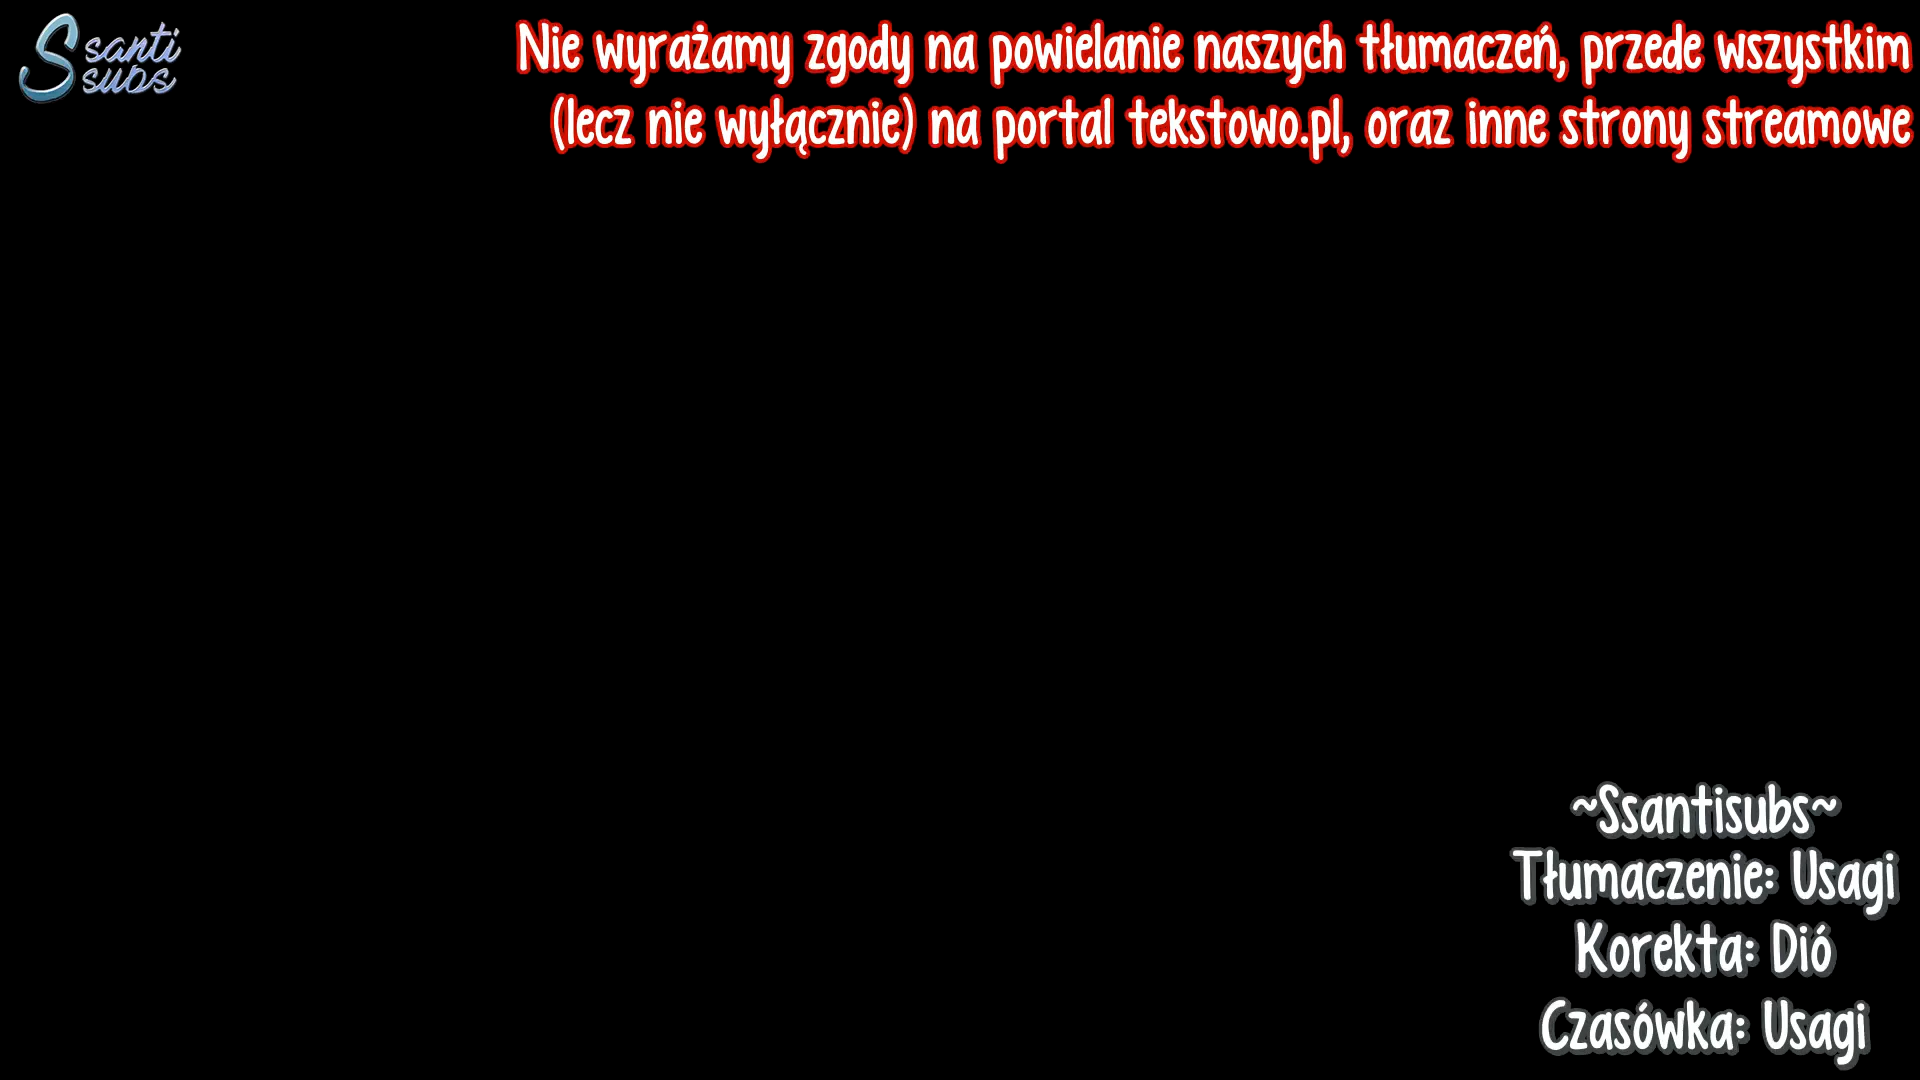 Ssanti
subs
Nie wyrażamy zgody na powielanie naszych tłumaczeń, przede wszystkim
(lecz nie wyłącznie) na portal tekstowo.pl, oraz inne strony streamowe
~Ssantisubs~
Tłumaczenie: Usagi
Korekta: Dió
Czasówka: Usagi